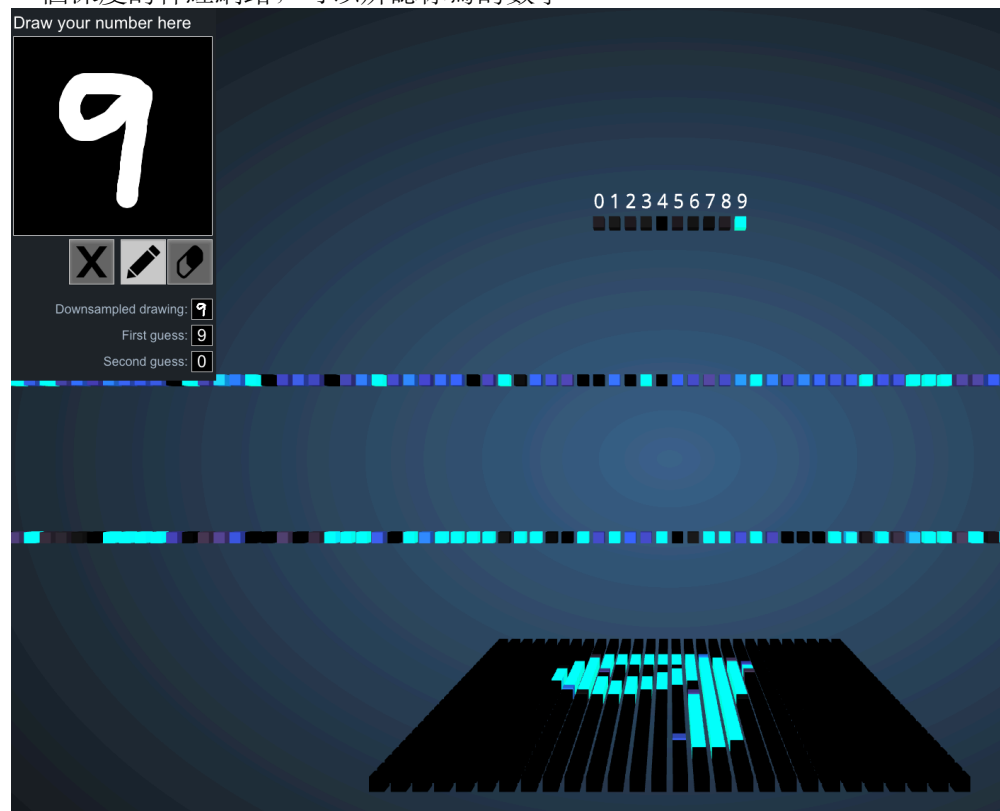 Draw your number here
9
0 1 2 3 4 5 6 7 8 9
X
Downsampled drawing: 9
First guess: 9
Second guess: 0